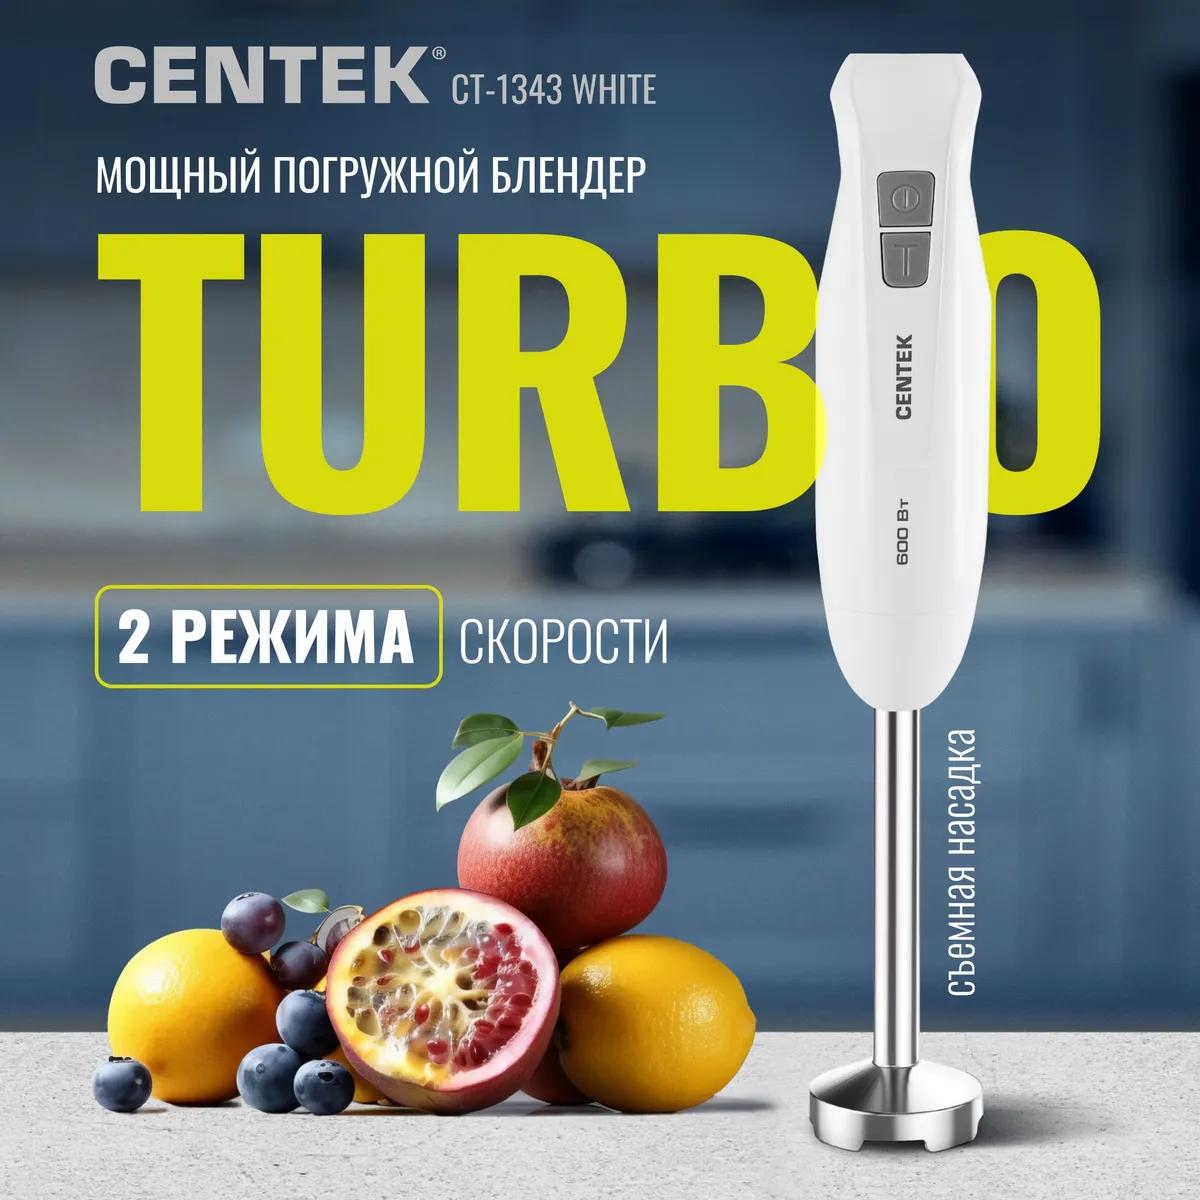 CENTEK® CT-1343 WHITE
МОЩНЫЙ ПОГРУЖНОЙ БЛЕНДЕР
TURBO
T
CENTEK
600 Вт
2 РЕЖИМА СКОРОСТИ
съемная насадка